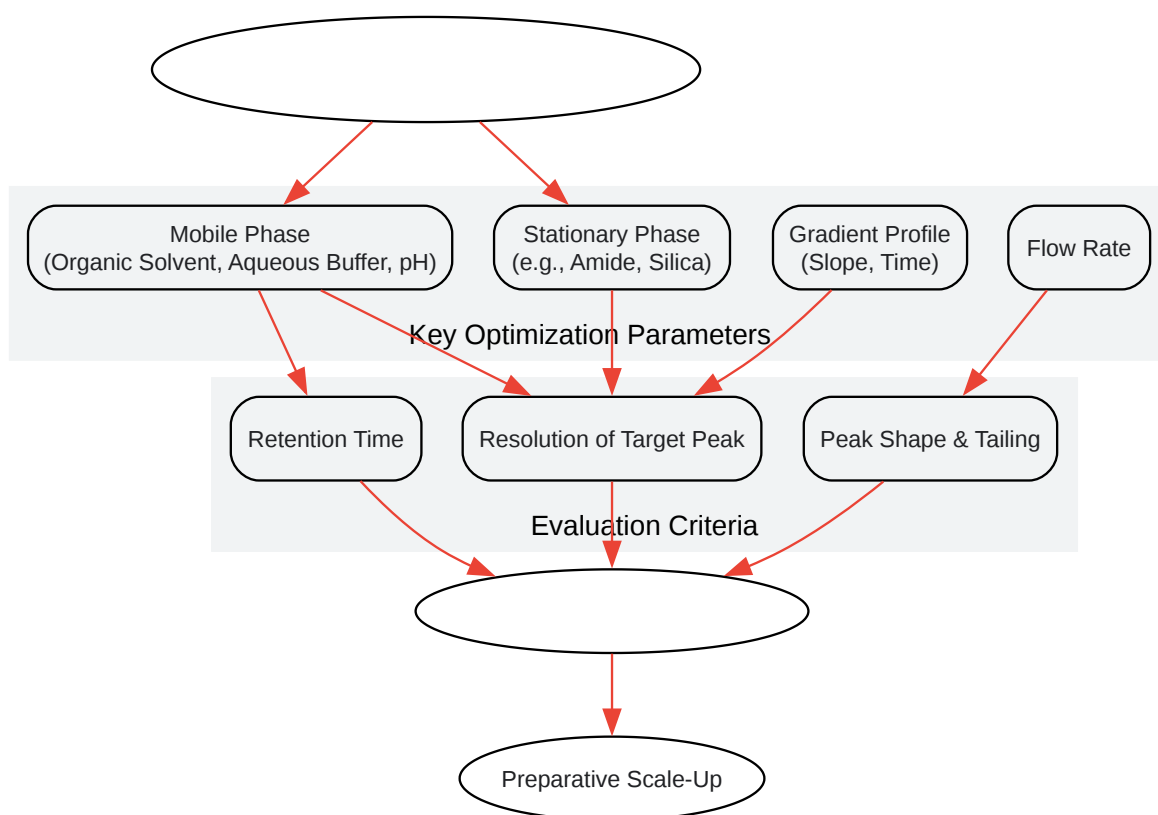 Mobile Phase
(Organic Solvent, Aqueous Buffer, pH)
Stationary Phase
(e.g., Amide, Silica)
Gradient Profile
(Slope, Time)
Flow Rate
Key Optimization Parameters
Retention Time
Resolution of Target Peak
Peak Shape & Tailing
Evaluation Criteria
Preparative Scale-Up